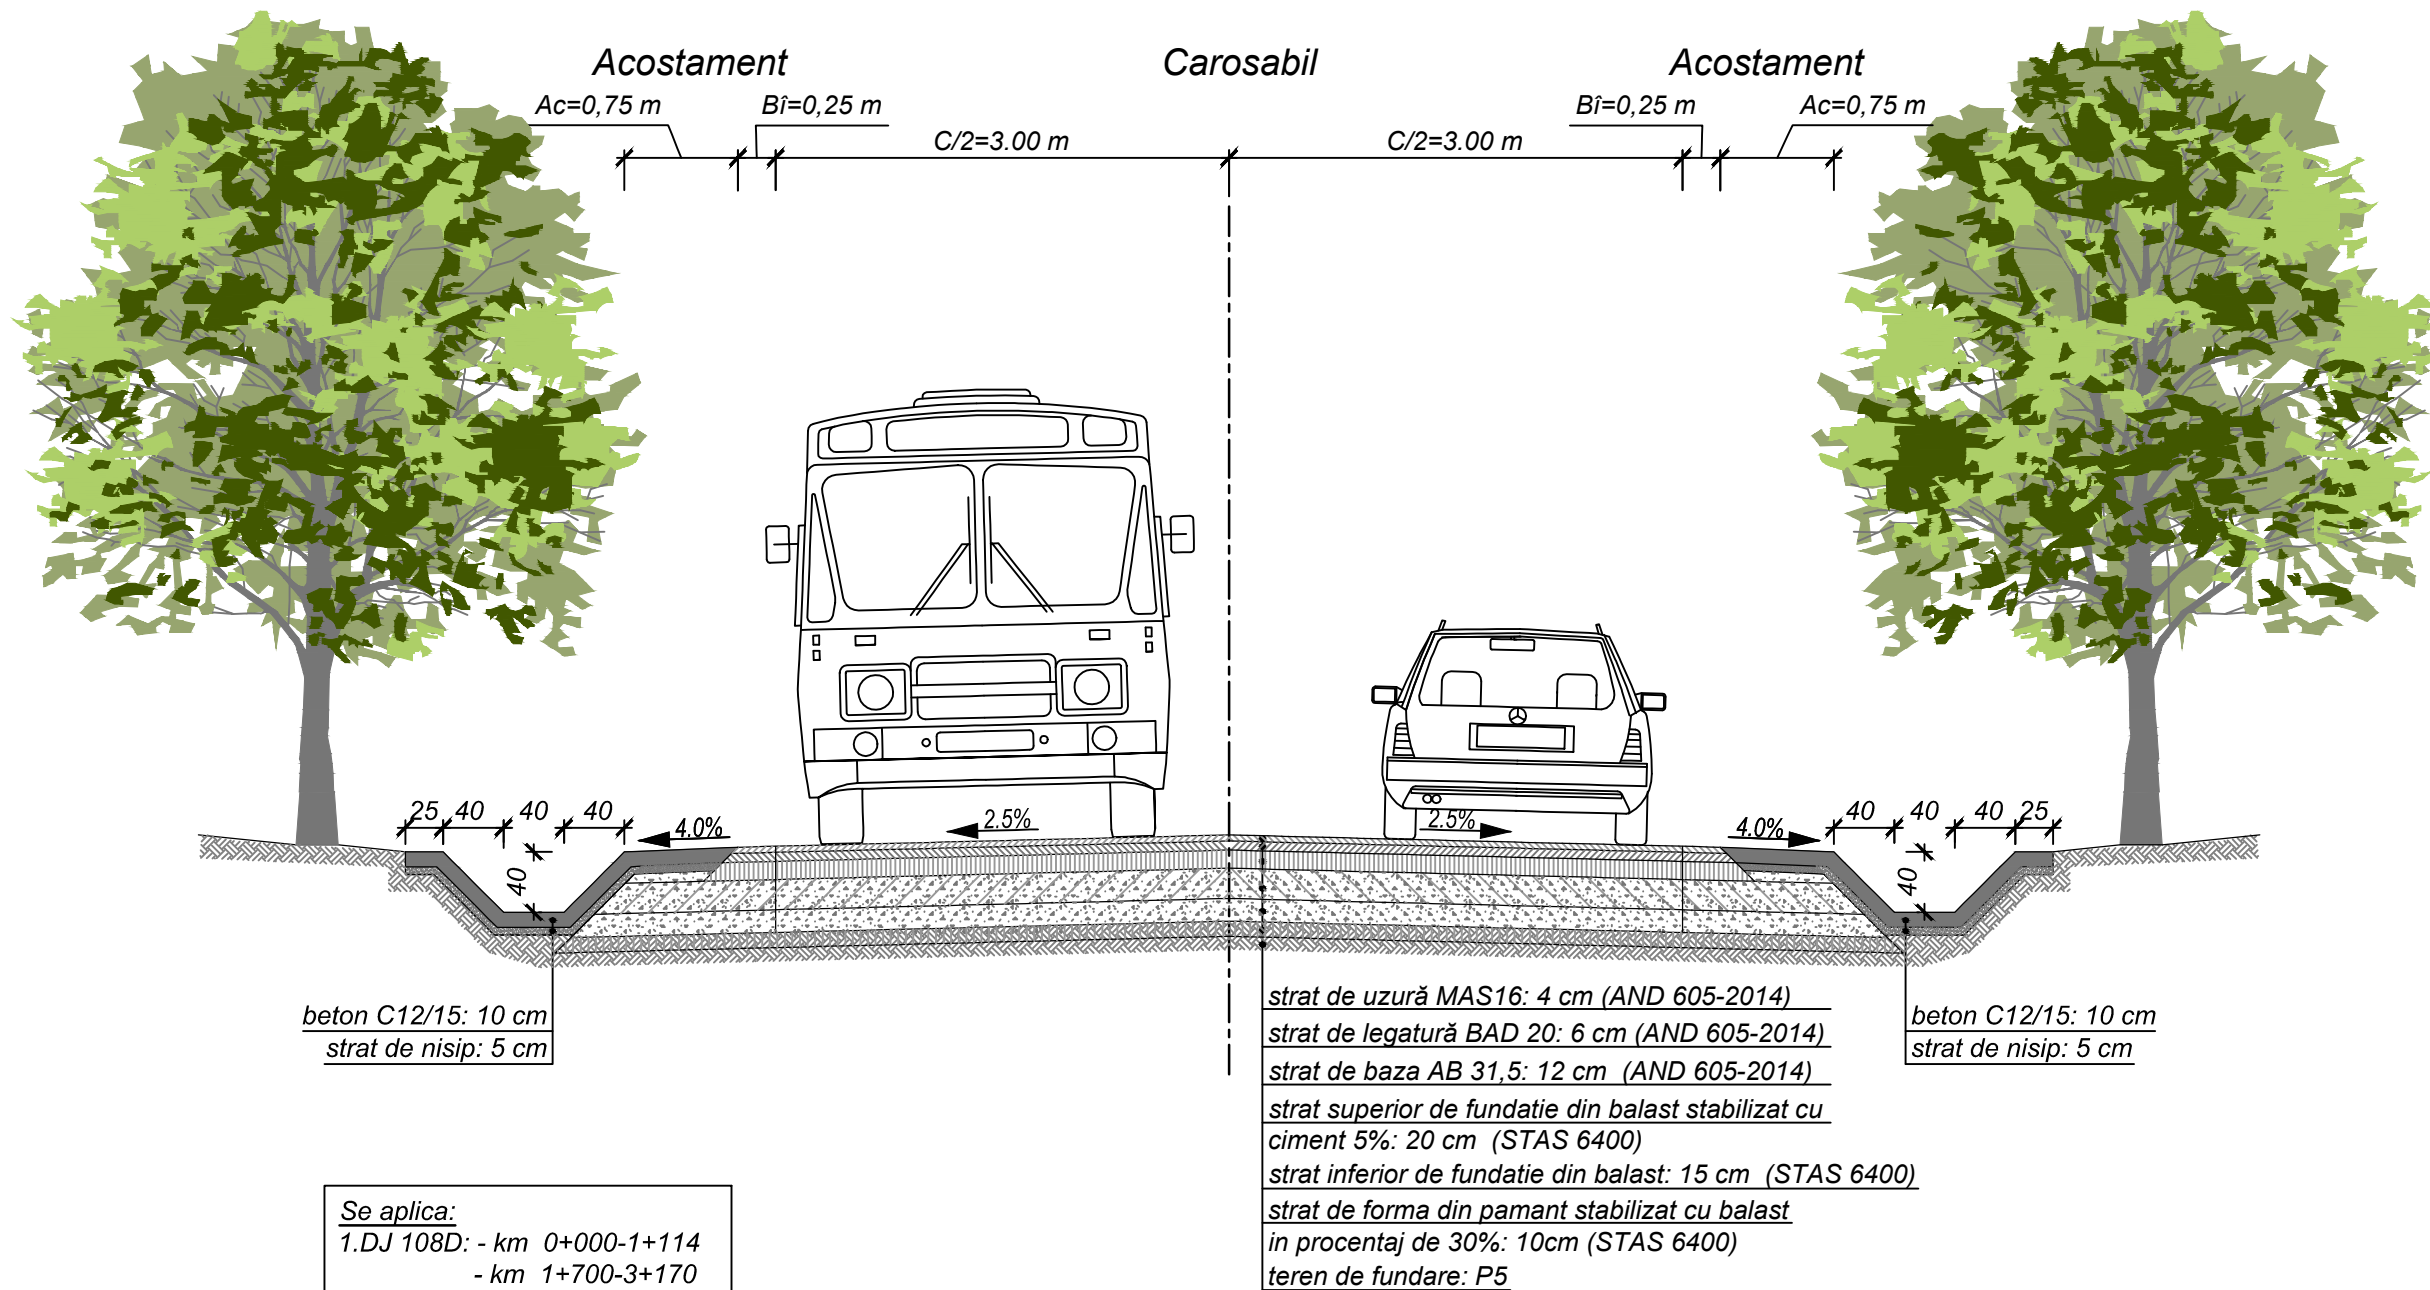 Acostament
Carosabil
Acostament
Ac=0,75 m
Bî=0,25 m
C/2=3.00 m
C/2=3.00 m
Bî=0,25 m
Ac=0,75 m
25
40
40
40
4.0%
2.5%
2.5%
4.0%
40
40
40
25
40
40
beton C12/15: 10 cm
strat de nisip: 5 cm
strat de uzură MAS16: 4 cm (AND 605-2014)
strat de legatură BAD 20: 6 cm (AND 605-2014)
strat de baza AB 31,5: 12 cm (AND 605-2014)
strat superior de fundatie din balast stabilizat cu
ciment 5%: 20 cm (STAS 6400)
strat inferior de fundatie din balast: 15 cm (STAS 6400)
strat de forma din pamant stabilizat cu balast
in procentaj de 30%: 10cm (STAS 6400)
teren de fundare: P5
beton C12/15: 10 cm
strat de nisip: 5 cm
Se aplica:
1.DJ 108D: - km 0+000-1+114
- km 1+700-3+170